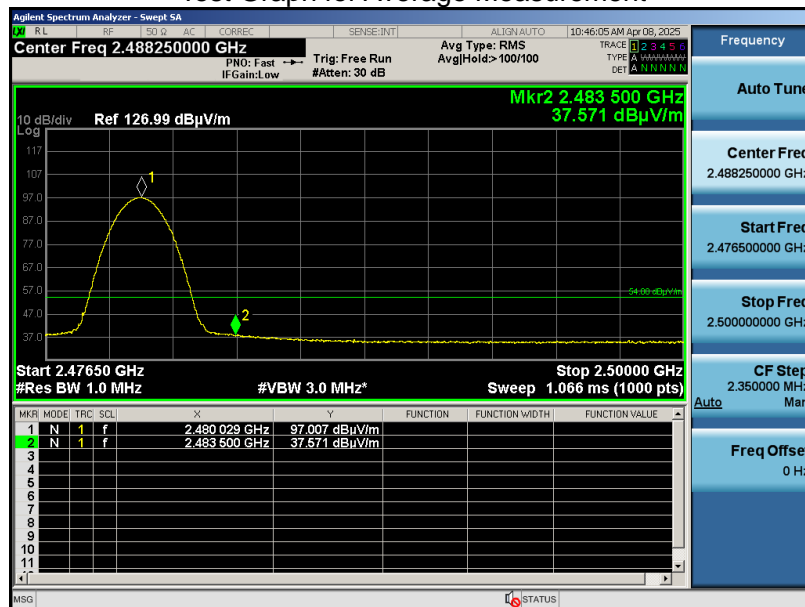 Test Graph for Average Measurement
Agilent Spectrum Analyzer - Swept SA
LXI RL RF 50 Ω AC CORREC SENSE:INT ALIGN AUTO 10:46:05 AM Apr 08, 2025
Center Freq 2.488250000 GHz
PNO: Fast
IFGain:Low
Trig: Free Run
#Atten: 30 dB
Avg Type: RMS
Avg|Hold:>100/100
TRACE 1 2 3 4 5 6
TYPE A WWWWW
DET A N N N N N
Mkr2 2.483 500 GHz
37.571 dBµV/m
10 dB/div Ref 126.99 dBµV/m
Log
117
107
97.0
87.0
77.0
67.0
57.0
47.0
37.0
1
2
54.00 dBµV/m
Start 2.47650 GHz Stop 2.50000 GHz
#Res BW 1.0 MHz #VBW 3.0 MHz* Sweep 1.066 ms (1000 pts)
MKR MODE TRC SCL X Y FUNCTION FUNCTION WIDTH FUNCTION VALUE
1 N 1 f 2.480 029 GHz 97.007 dBµV/m
2 N 1 f 2.483 500 GHz 37.571 dBµV/m
3
4
5
6
7
8
9
10
11
MSG STATUS
Frequency
Auto Tune
Center Freq
2.488250000 GHz
Start Freq
2.476500000 GHz
Stop Freq
2.500000000 GHz
CF Step
2.350000 MHz
Auto Man
Freq Offset
0 Hz